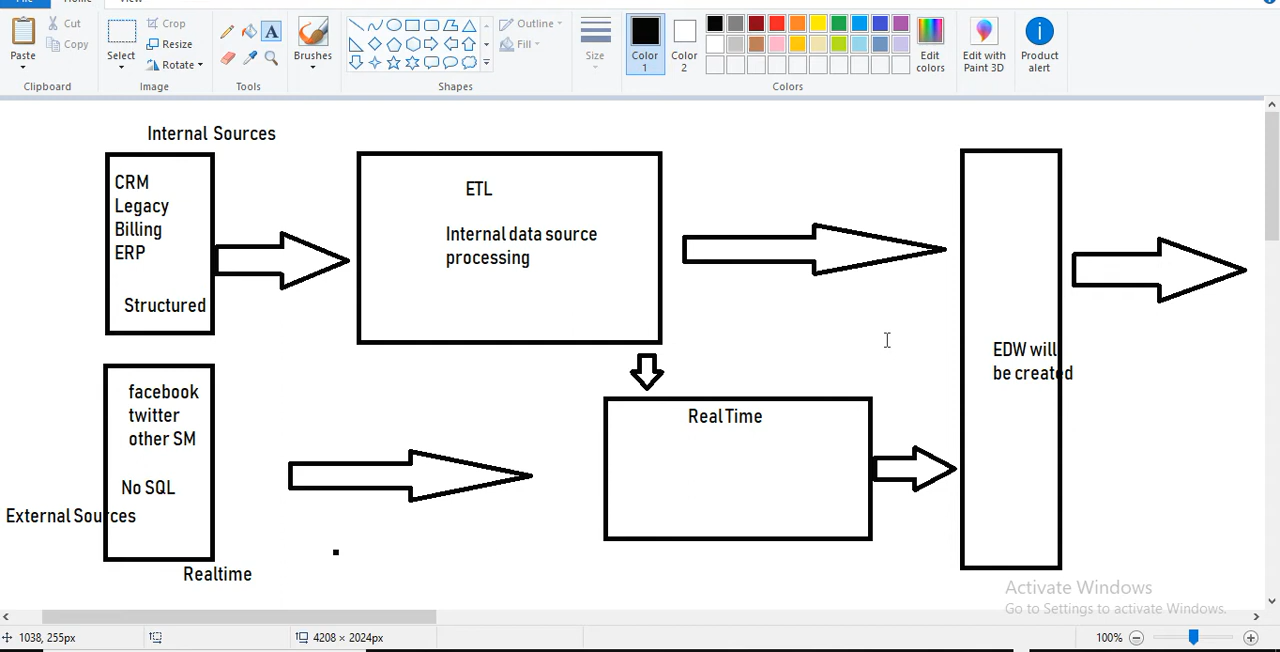 File Home View
Cut
Copy
Paste
Clipboard
Select
Crop
Resize
Rotate
Image
A
Tools
Brushes
Outline
Fill
Shapes
Size
Color
1
Color
2
Edit
colors
Colors
Edit with
Paint 3D
Product
alert
Internal Sources
CRM
Legacy
Billing
ERP
Structured
ETL
Internal data source
processing
EDW will
be created
facebook
twitter
other SM
No SQL
External Sources
Realtime
Real Time
Activate Windows
Go to Settings to activate Windows.
1038, 255px
4208 × 2024px
100%